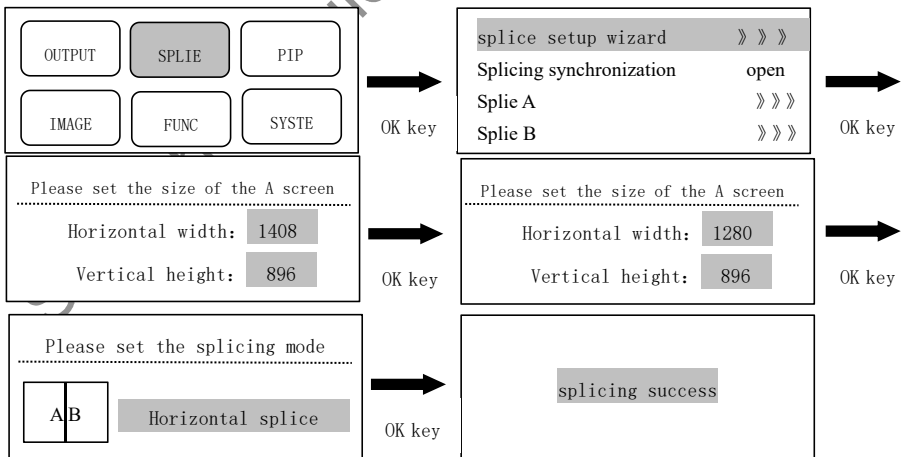 OUTPUT SPLIE PIP
IMAGE FUNC SYSTE
OK key
splice setup wizard 》》》
Splicing synchronization open
Splie A 》》》
Splie B 》》》
OK key
Please set the size of the A screen
Horizontal width: 1408
Vertical height: 896
OK key
Please set the size of the A screen
Horizontal width: 1280
Vertical height: 896
OK key
Please set the splicing mode
A B Horizontal splice
OK key
splicing success